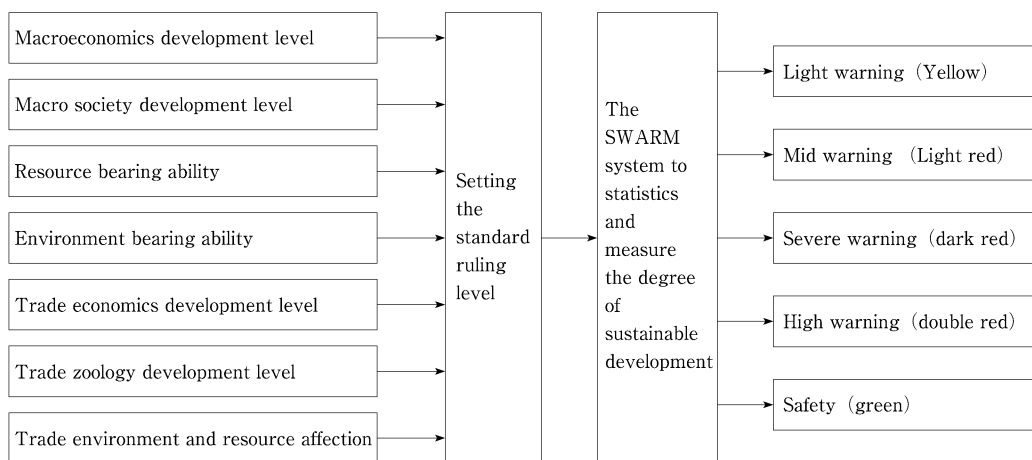 Macroeconomics development level
Macro society development level
Resource bearing ability
Environment bearing ability
Trade economics development level
Trade zoology development level
Trade environment and resource affection
Setting
the
standard
ruling
level
The
SWARM
system to
statistics
and
measure
the degree
of
sustainable
development
Light warning (Yellow)
Mid warning (Light red)
Severe warning (dark red)
High warning (double red)
Safety (green)